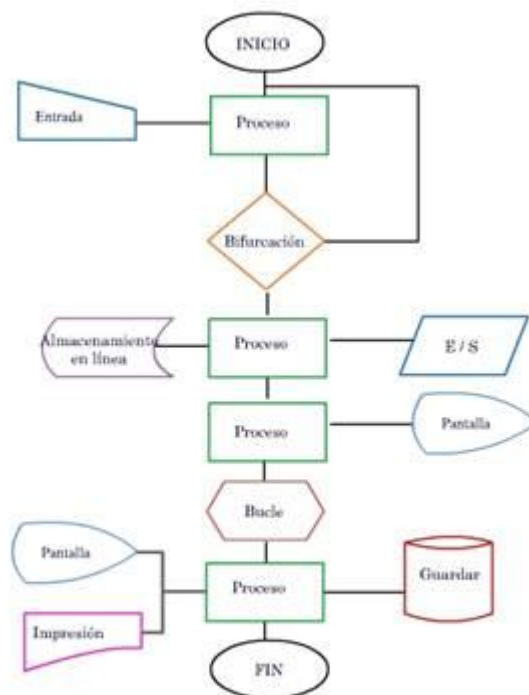 INICIO
Entrada
Proceso
Bifurcación
Almacenamiento
en línea
Proceso
E / S
Proceso
Pantalla
Bucle
Pantalla
Proceso
Guardar
Impresión
FIN